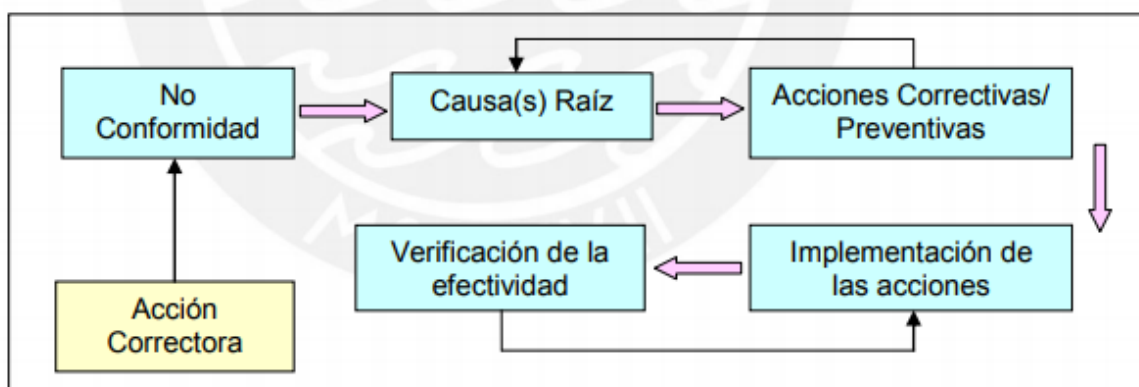 No
Conformidad
Causa(s) Raíz
Acciones Correctivas/
Preventivas
Verificación de la
efectividad
Implementación de
las acciones
Acción
Correctora